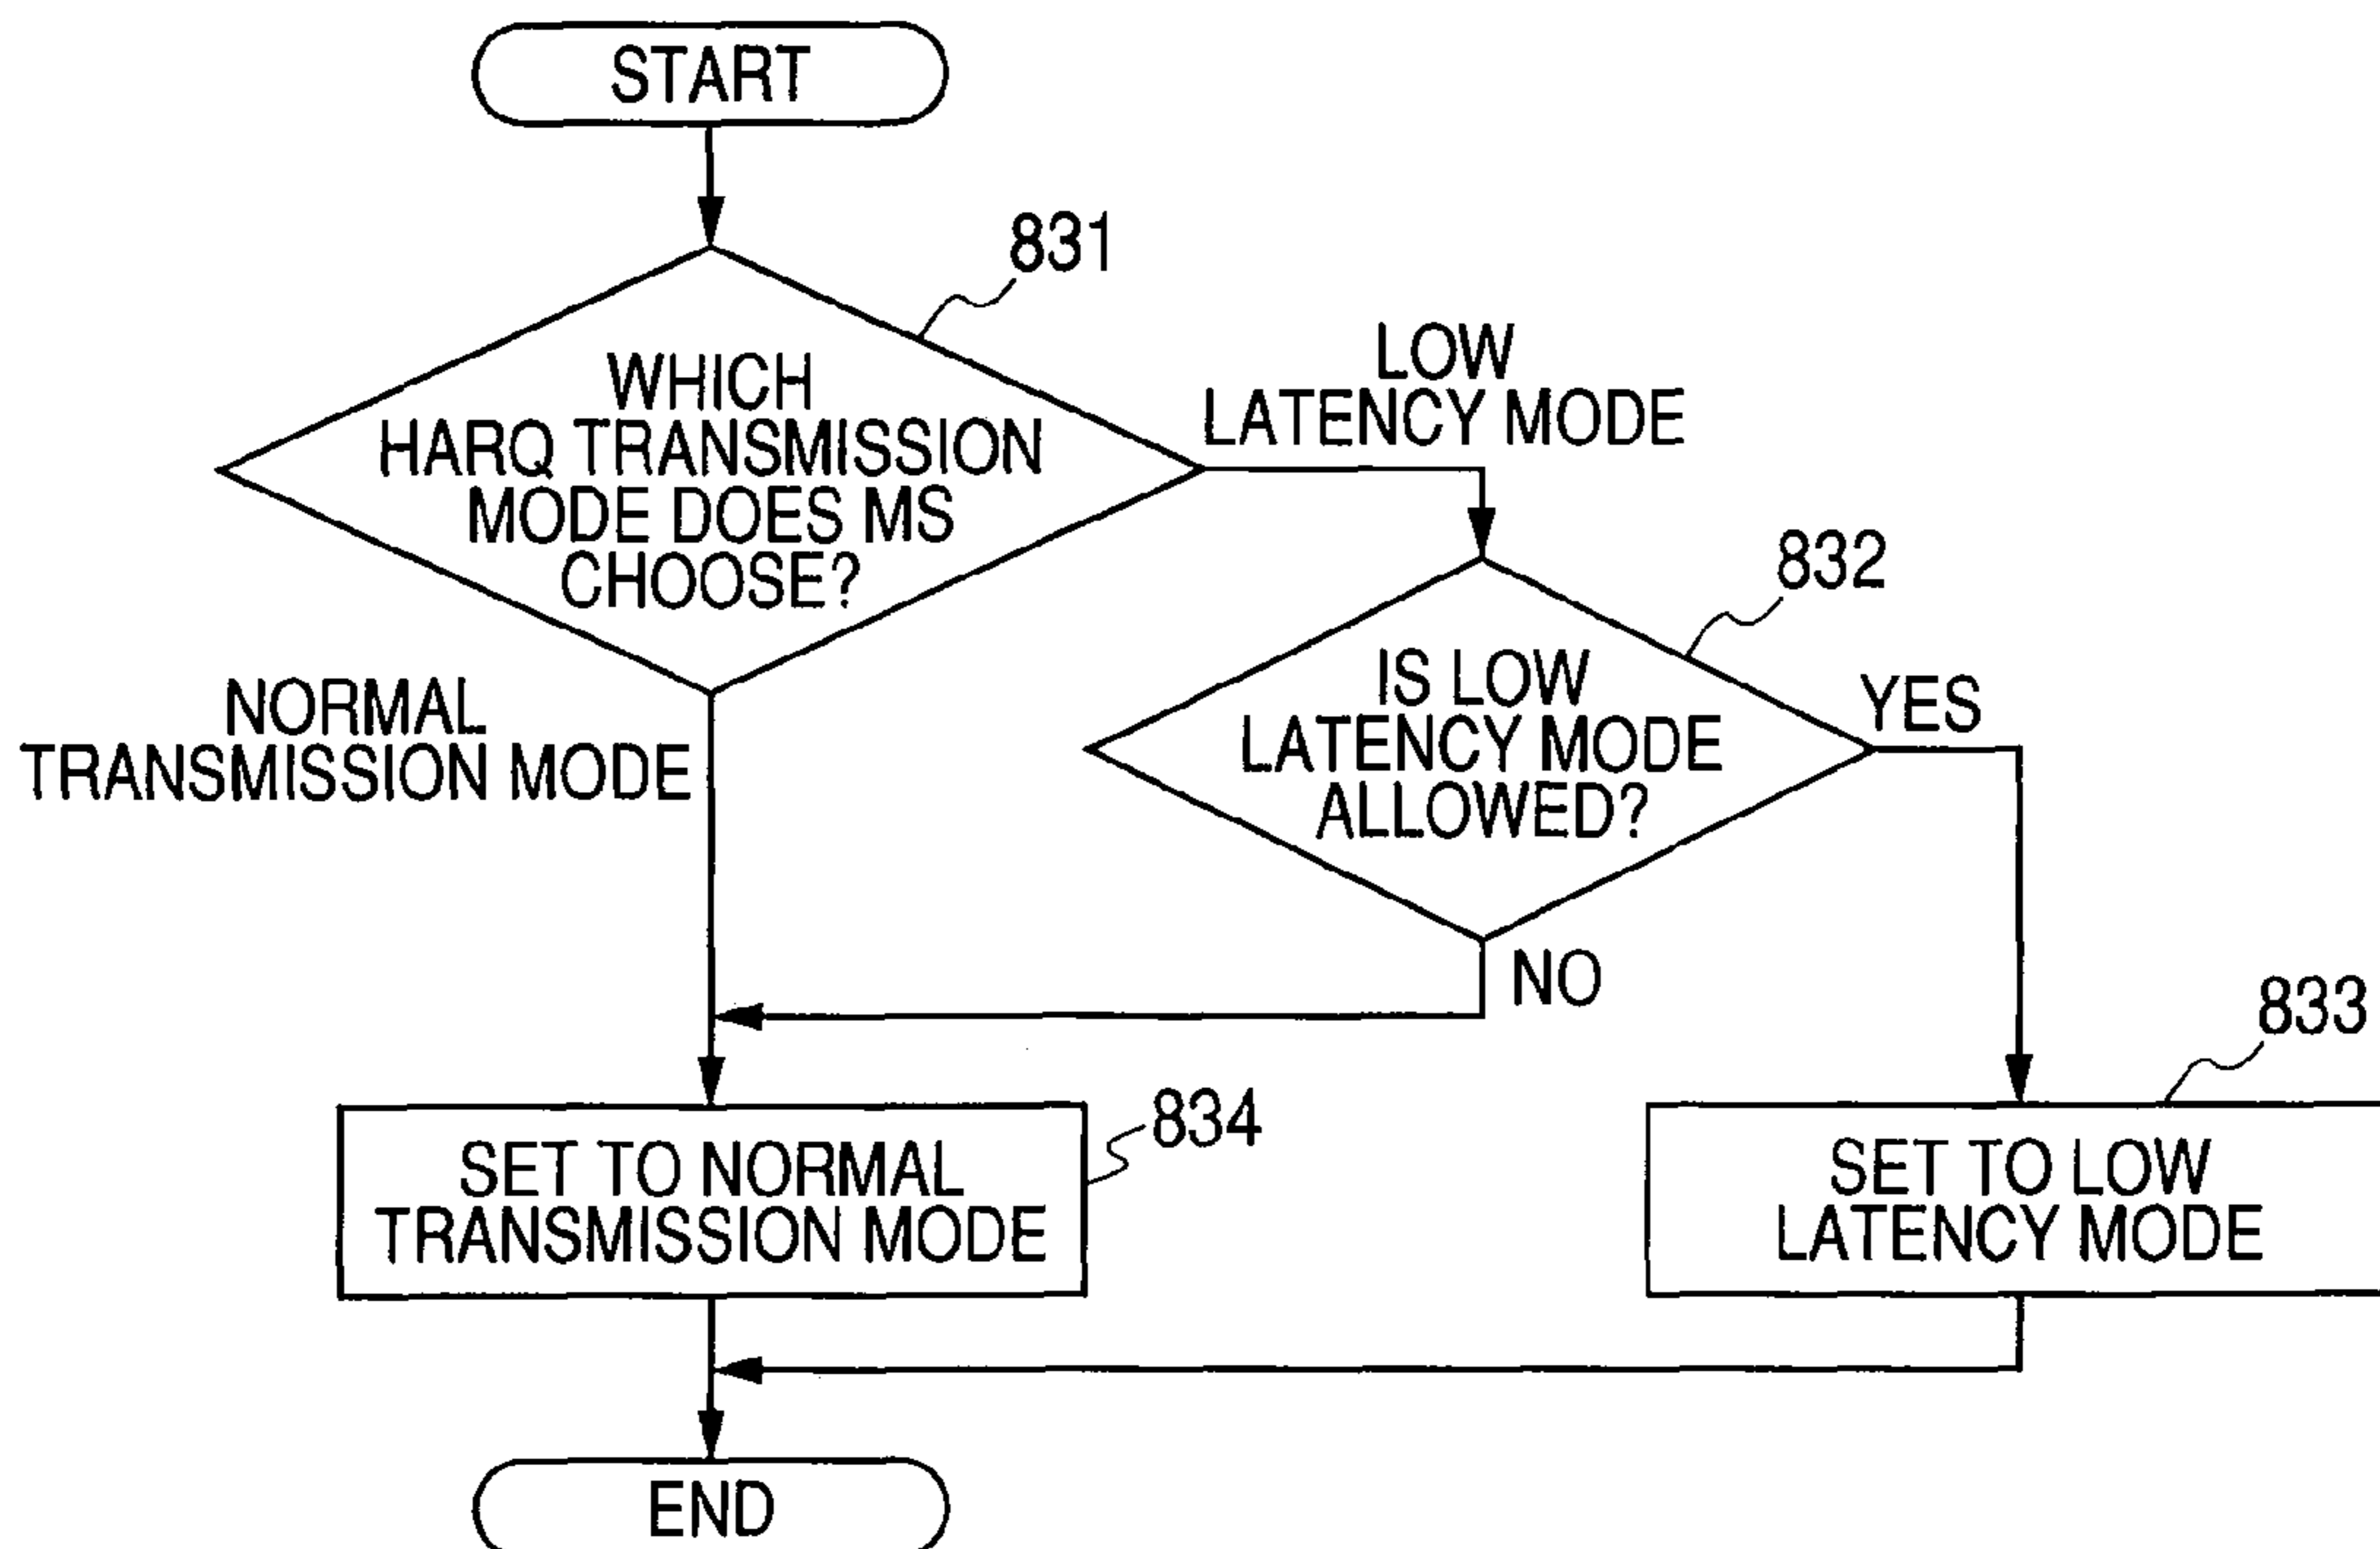 START
831
WHICH
HARQ TRANSMISSION
MODE DOES MS
CHOOSE?
LOW
LATENCY MODE
832
IS LOW
LATENCY MODE
ALLOWED?
YES
NORMAL
TRANSMISSION MODE
NO
833
834
SET TO NORMAL
TRANSMISSION MODE
SET TO LOW
LATENCY MODE
END